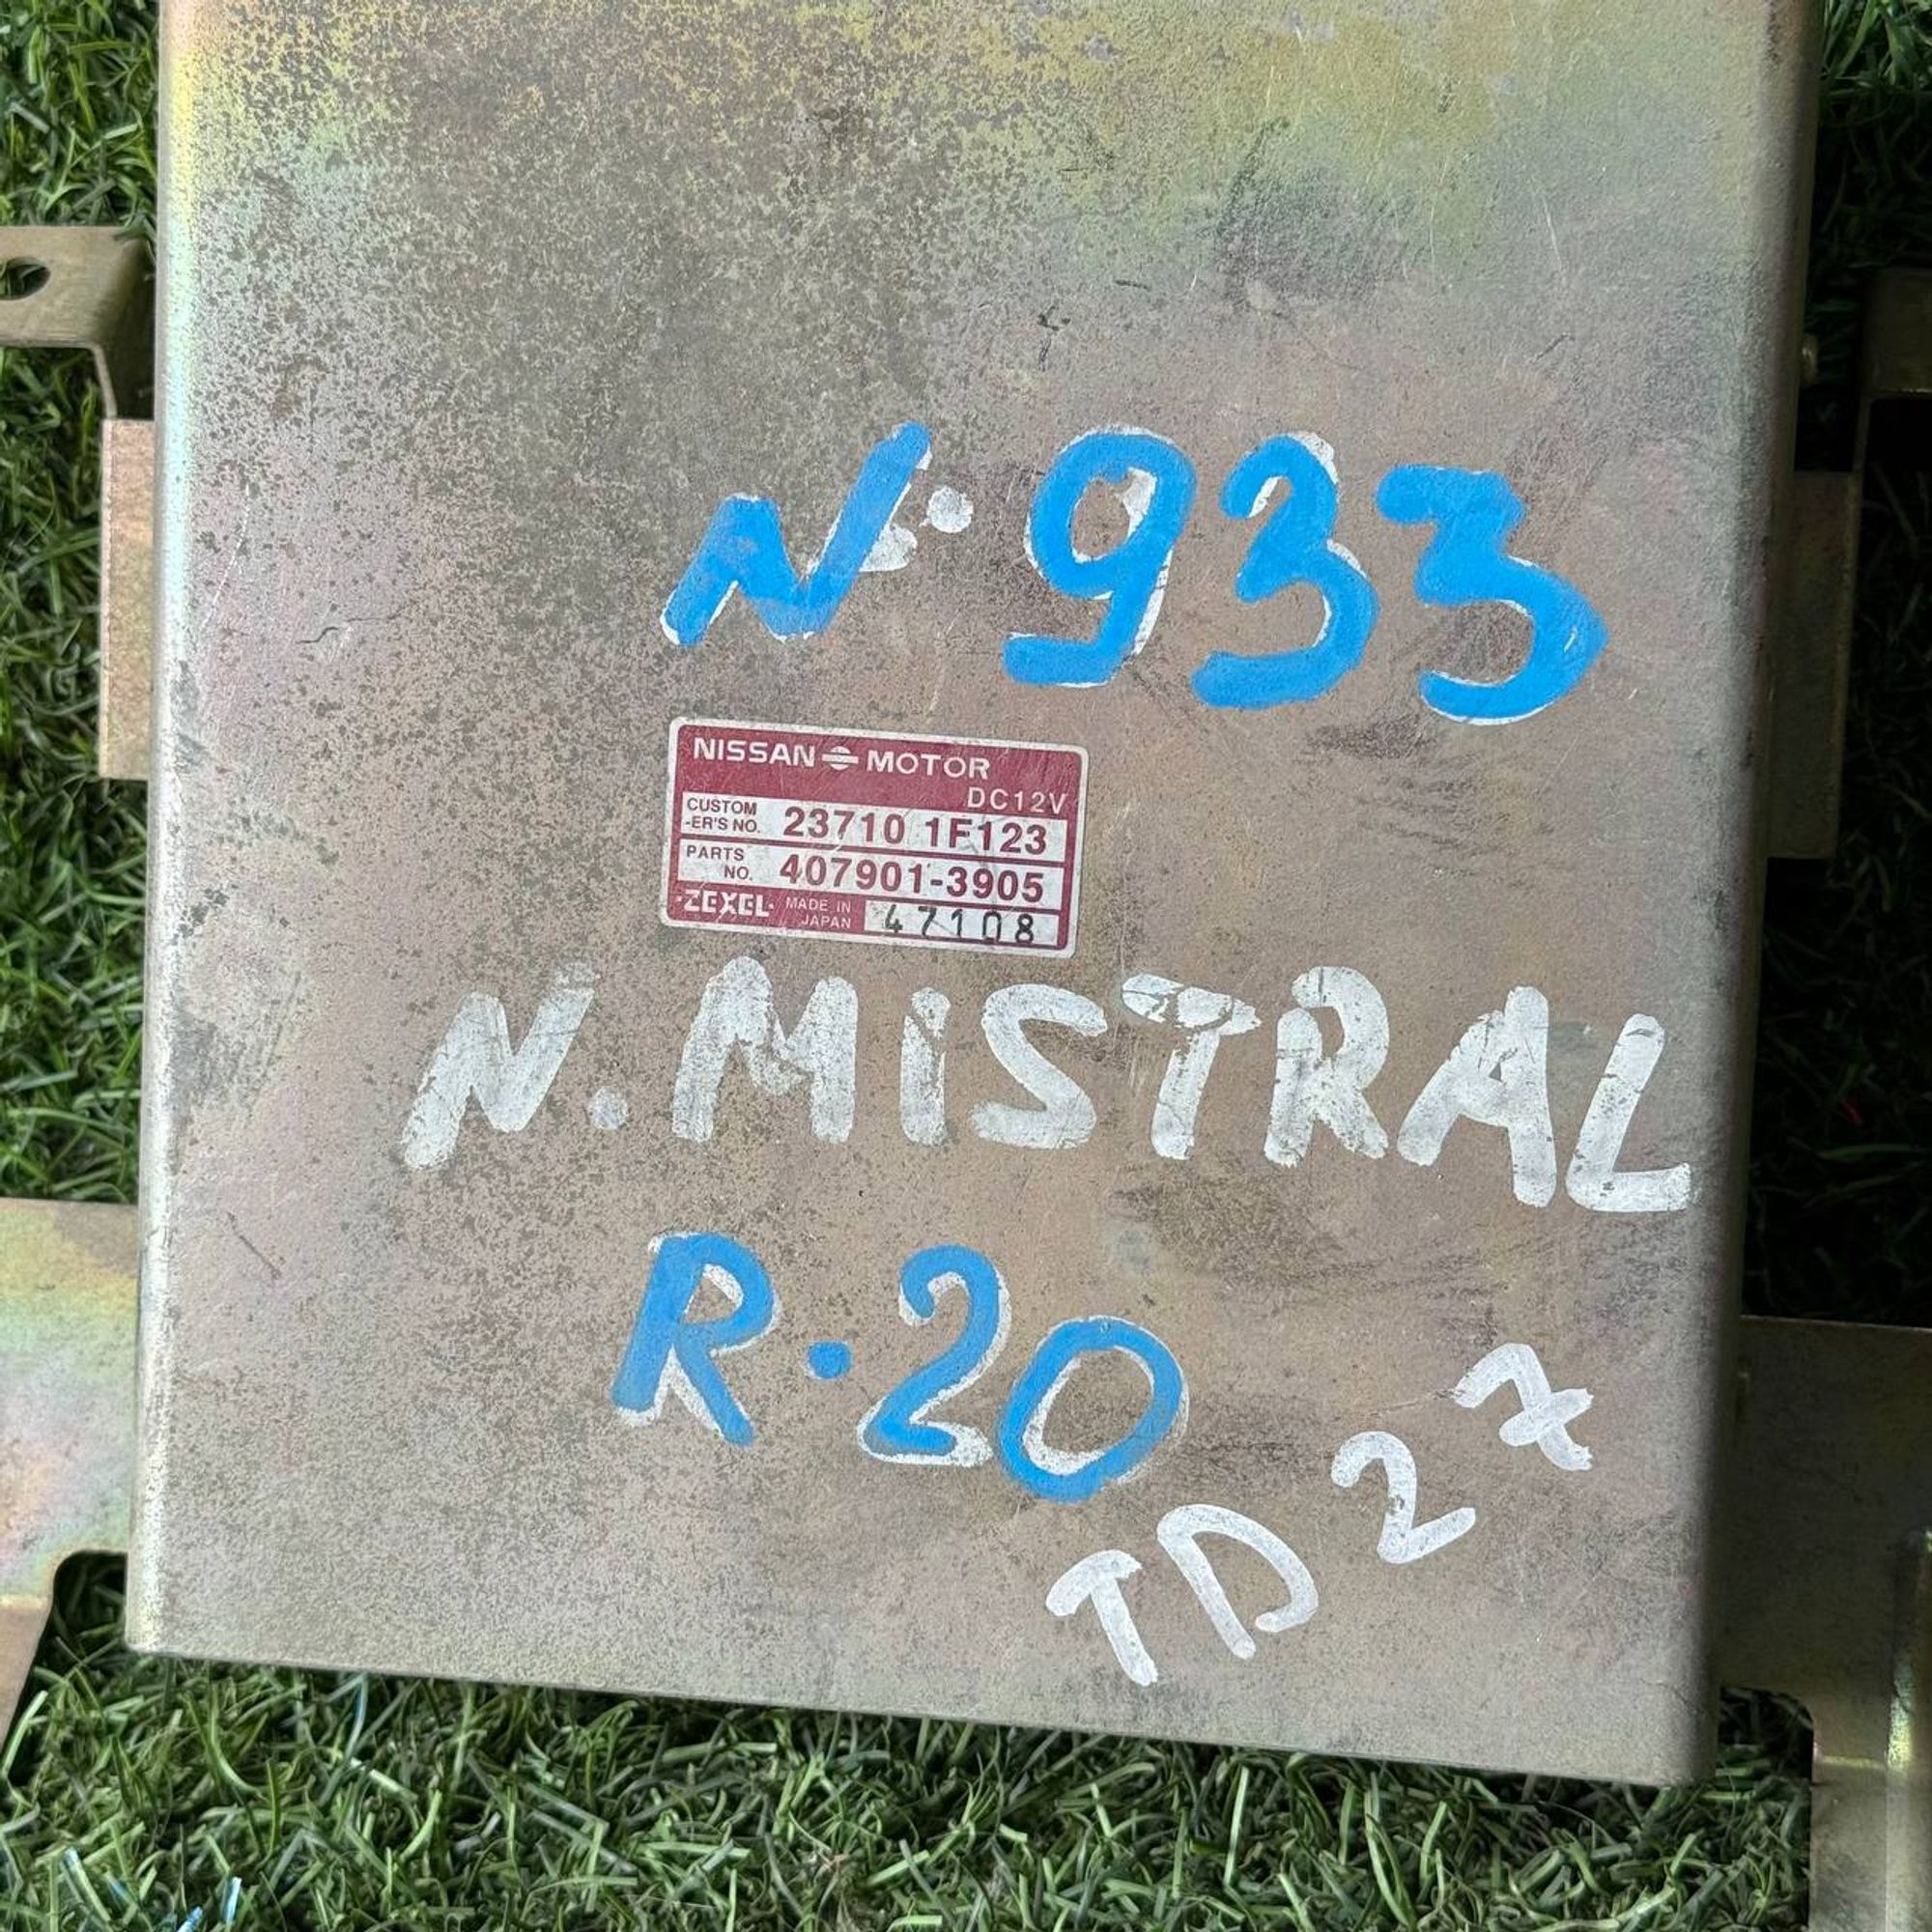 N. 933
NISSAN MOTOR
DC12V
CUSTOM
-ER'S NO. 23710 1F123
PARTS
NO. 407901-3905
ZEXEL MADE IN
JAPAN 47108
N. MiSTRAL
R.20
TD27